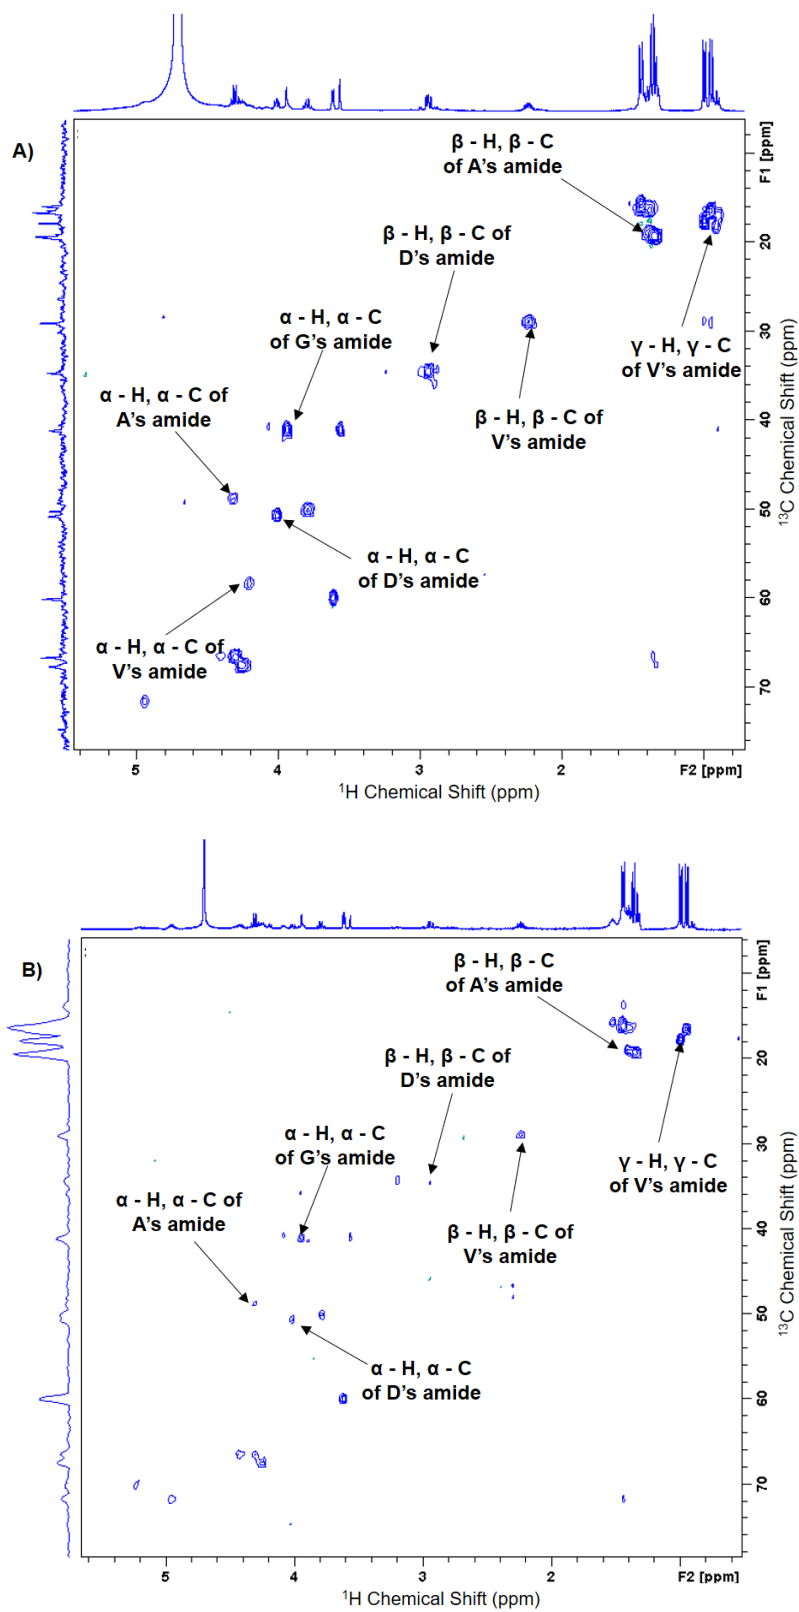 A)
β - H, β - C
of A's amide
β - H, β - C of
D's amide
α - H, α - C
of G's amide
α - H, α - C of
A's amide
γ - H, γ - C
of V's amide
β - H, β - C of
V's amide
α - H, α - C
of D's amide
α - H, α - C of
V's amide
F1 [ppm]
20
30
40
50
60
70
13C Chemical Shift (ppm)
5
4
3
2
F2 [ppm]
1H Chemical Shift (ppm)
B)
β - H, β - C
of A's amide
β - H, β - C of
D's amide
α - H, α - C
of G's amide
γ - H, γ - C
of V's amide
α - H, α - C of
A's amide
β - H, β - C of
V's amide
α - H, α - C
of D's amide
F1 [ppm]
20
30
40
50
60
70
13C Chemical Shift (ppm)
5
4
3
2
F2 [ppm]
1H Chemical Shift (ppm)